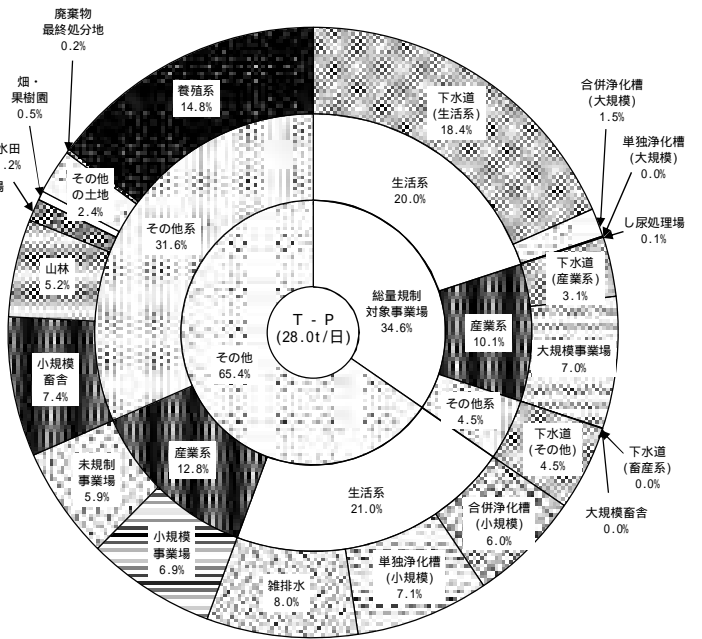 廃棄物
最終処分地
0.2%
畑・
果樹園
0.5%
水田
.2%
場
養殖系
14.8%
下水道
(生活系)
18.4%
合併浄化槽
(大規模)
1.5%
単独浄化槽
(大規模)
0.0%
し尿処理場
0.1%
その他
の土地
2.4%
生活系
20.0%
その他系
31.6%
山林
5.2%
総量規制
対象事業場
34.6%
T - P
(28.0t/日)
その他
65.4%
産業系
10.1%
下水道
(産業系)
3.1%
大規模事業場
7.0%
小規模
畜舎
7.4%
その他系
4.5%
下水道
(その他)
4.5%
下水道
(畜産系)
0.0%
大規模畜舎
0.0%
産業系
12.8%
未規制
事業場
5.9%
生活系
21.0%
合併浄化槽
(小規模)
6.0%
小規模
事業場
6.9%
雑排水
8.0%
単独浄化槽
(小規模)
7.1%